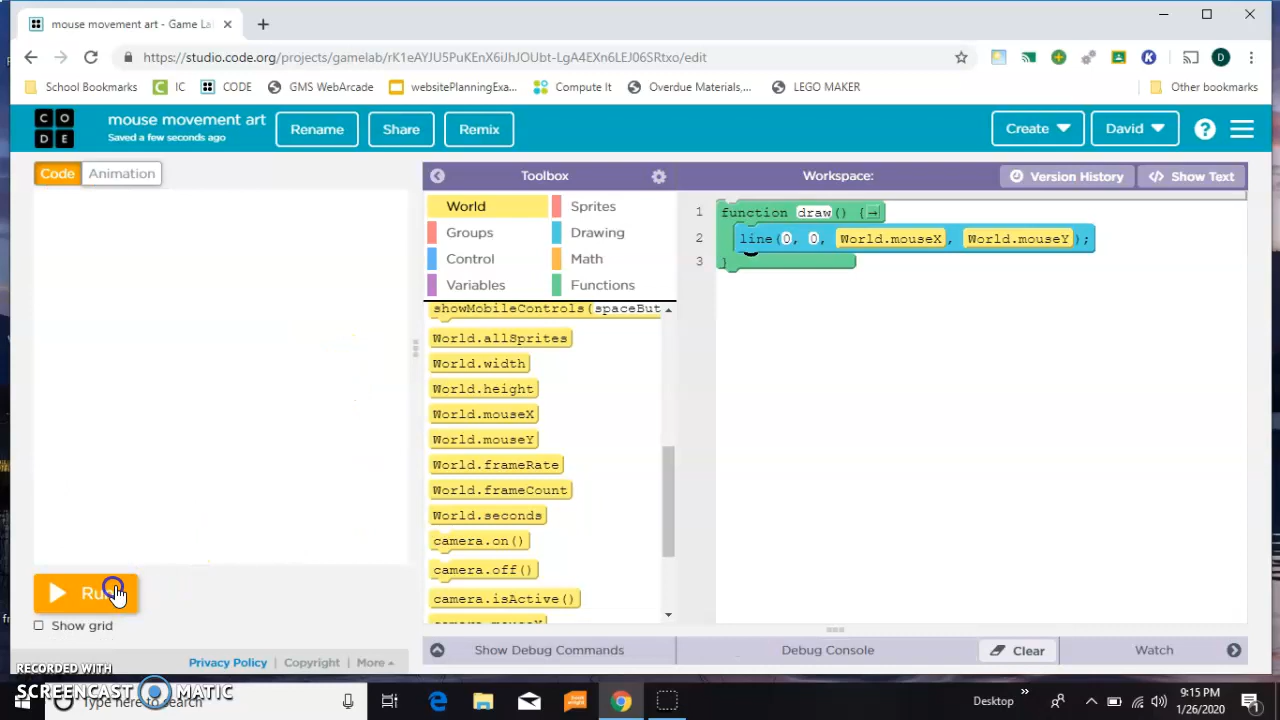 mouse movement art - Game La
https://studio.code.org/projects/gamelab/rK1eAYJU5PuKEnX6iJhJOUbt-LgA4EXn6LEJ06SRtxo/edit
School Bookmarks IC CODE GMS WebArcade websitePlanningExa... Compute It Overdue Materials,... LEGO MAKER Other bookmarks
CODE
mouse movement art
Saved a few seconds ago
Rename Share Remix Create David ?
Code Animation
Toolbox Workspace: Version History </> Show Text
World Sprites
Groups Drawing
Control Math
Variables Functions
showMobileControls(spaceBut
World.allSprites
World.width
World.height
World.mouseX
World.mouseY
World.frameRate
World.frameCount
World.seconds
camera.on()
camera.off()
camera.isActive()
camera.mouseX
1 function draw() {
2 line(0, 0, World.mouseX, World.mouseY);
3 }
Run
Show grid
Show Debug Commands Debug Console Clear Watch
Privacy Policy Copyright More
RECORDED WITH
SCREENCAST MATIC
Type here to search
Desktop
9:15 PM
1/26/2020